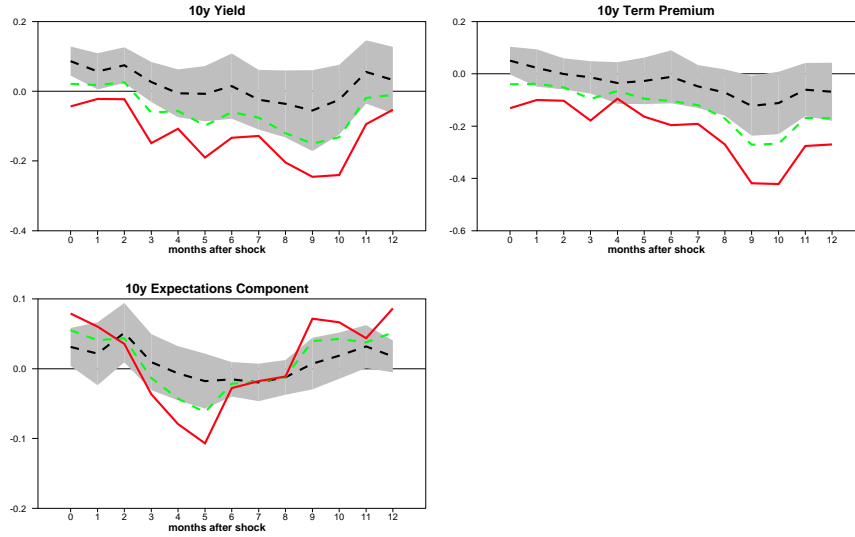 10y Yield
0.2
0.0
-0.2
-0.4
0 1 2 3 4 5 6 7 8 9 10 11 12
months after shock
10y Term Premium
0.2
0.0
-0.2
-0.4
-0.6
0 1 2 3 4 5 6 7 8 9 10 11 12
months after shock
10y Expectations Component
0.1
0.0
-0.1
-0.2
0 1 2 3 4 5 6 7 8 9 10 11 12
months after shock